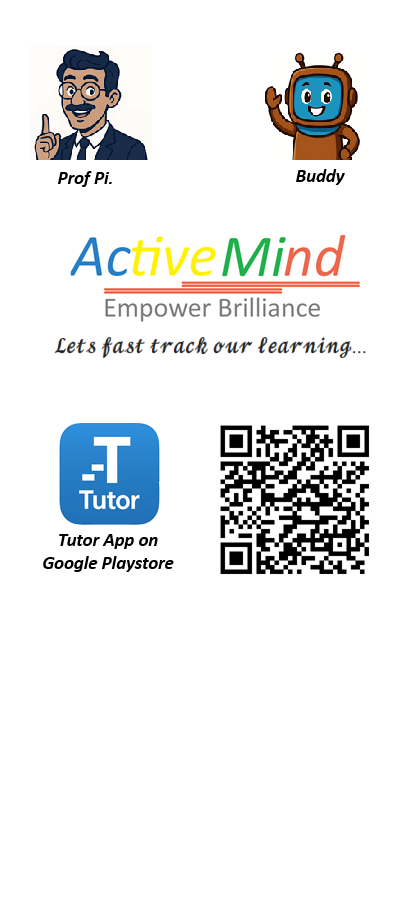 Prof Pi.
Buddy
ActiveMind
Empower Brilliance
Lets fast track our learning...
T
Tutor
Tutor App on
Google Playstore